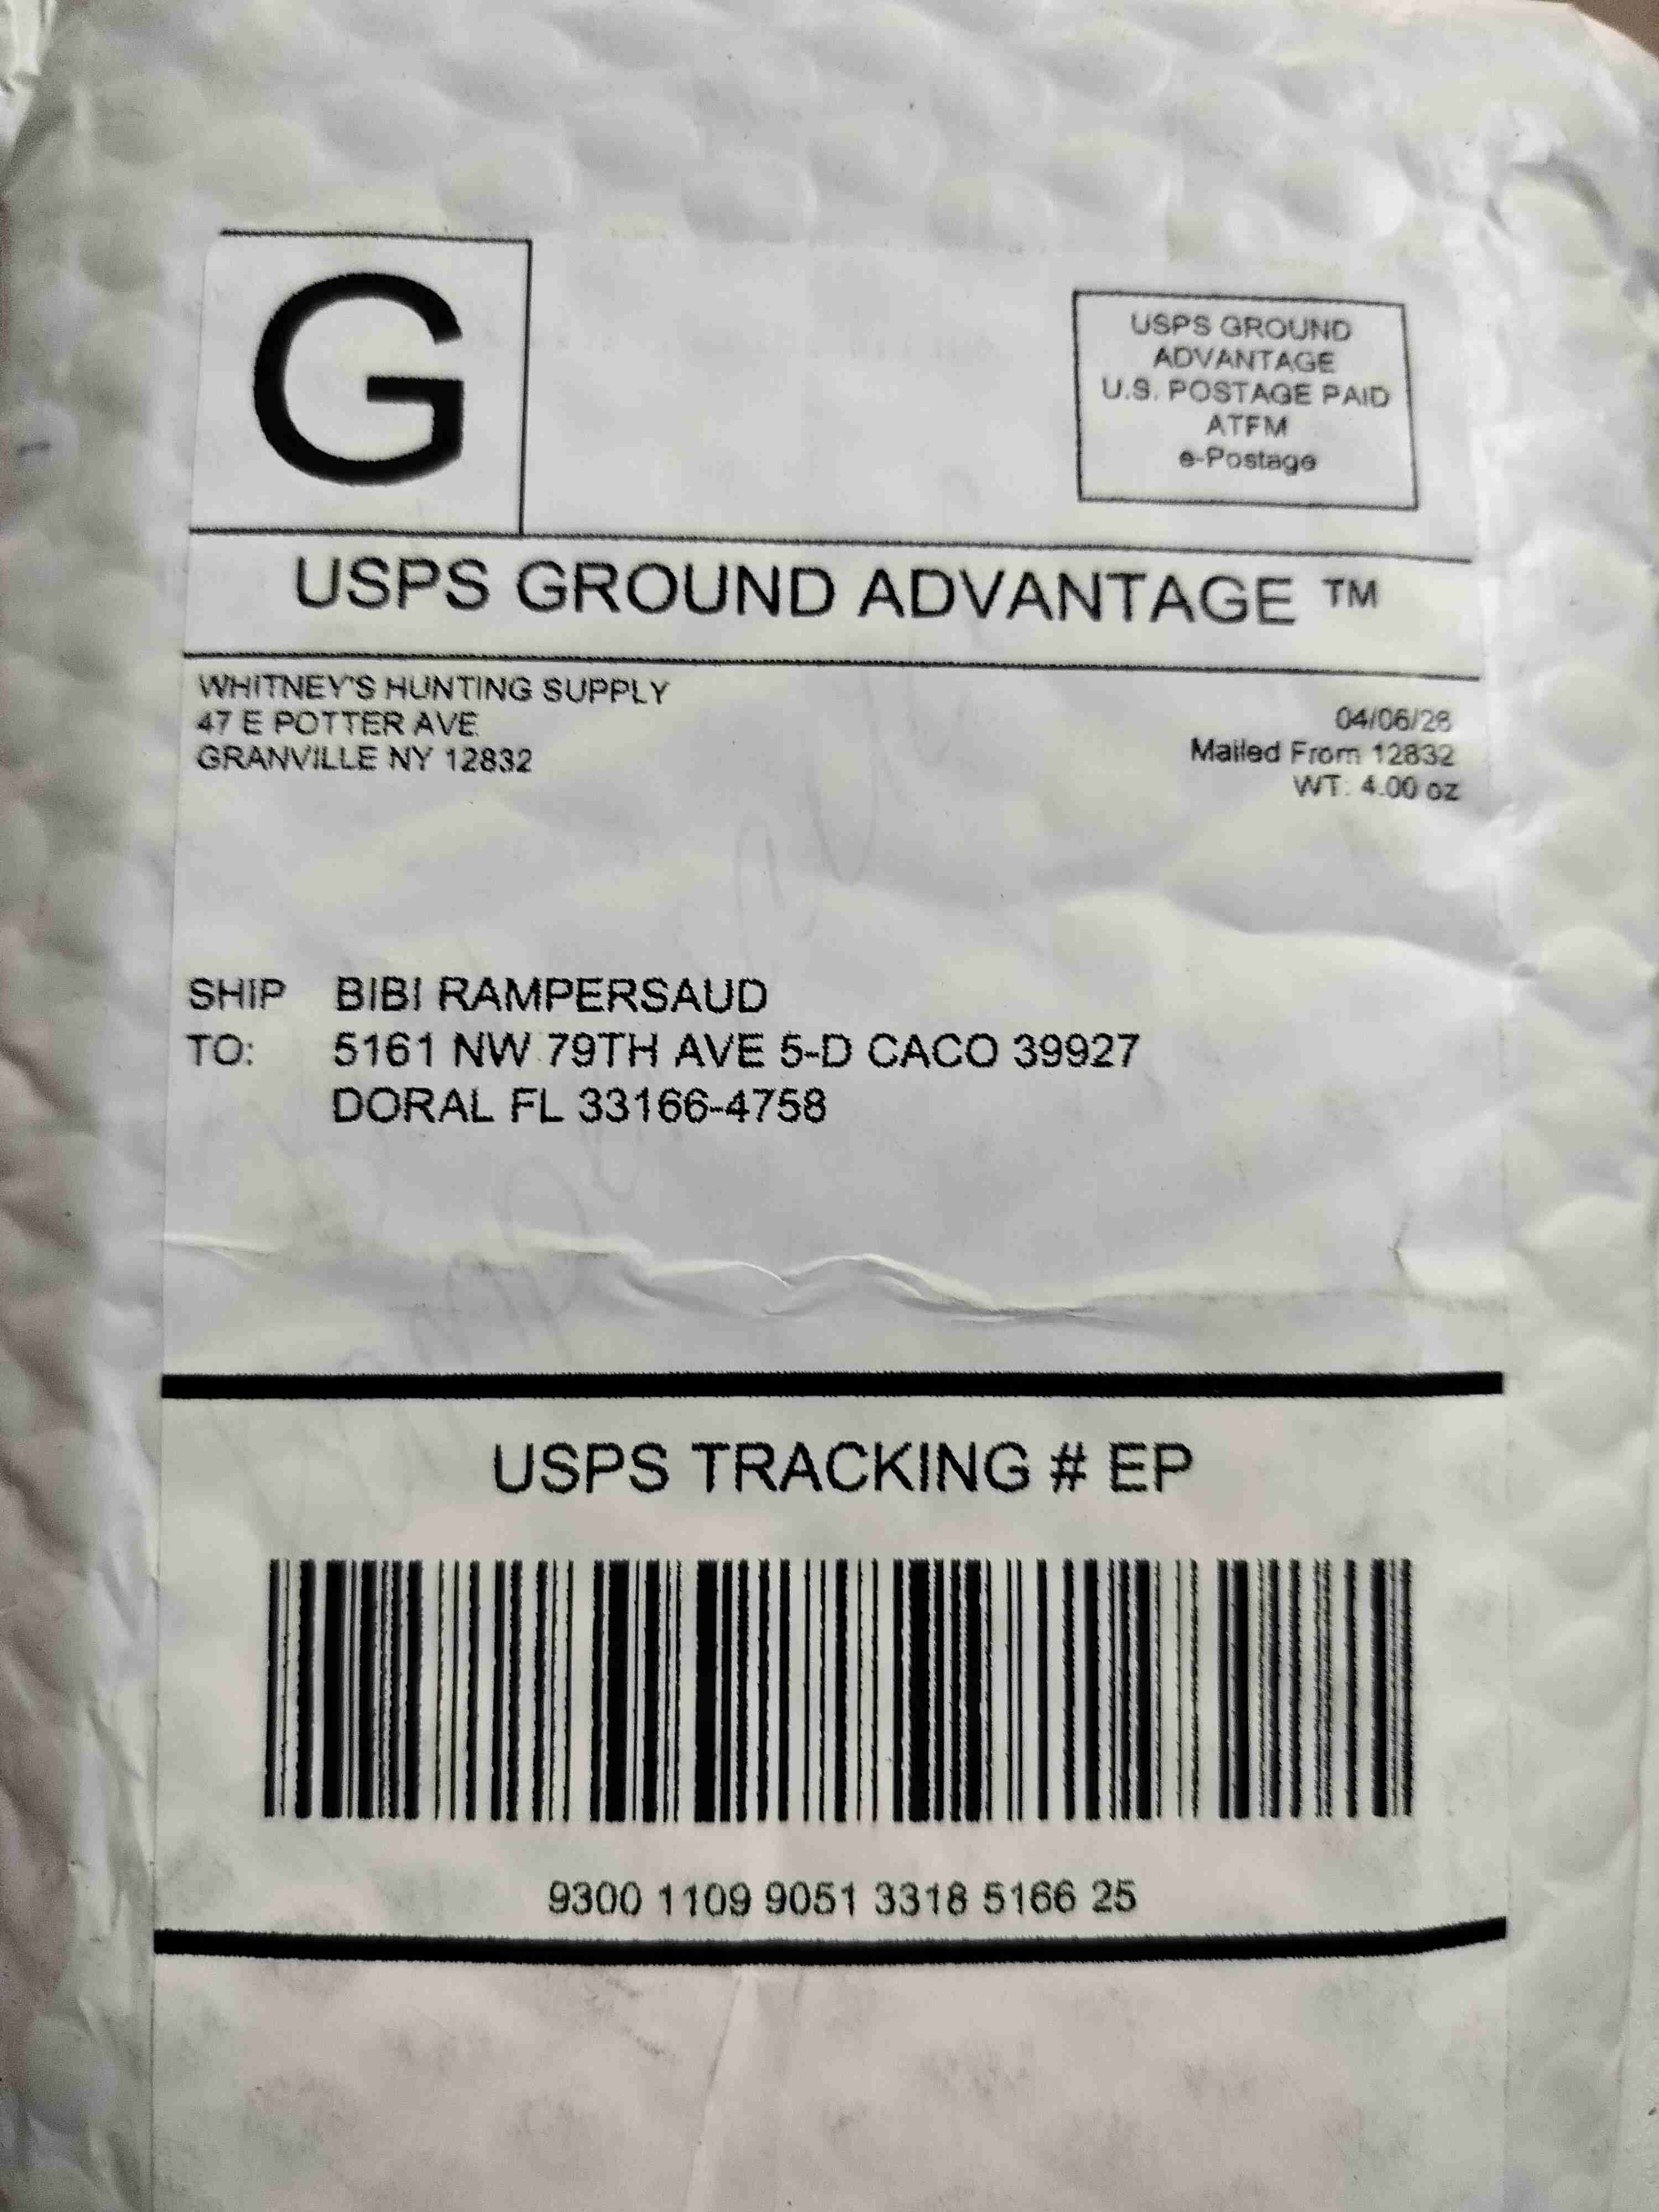 G
USPS GROUND
ADVANTAGE
U.S. POSTAGE PAID
ATFM
e-Postage
USPS GROUND ADVANTAGE ™
WHITNEY'S HUNTING SUPPLY
47 E POTTER AVE
GRANVILLE NY 12832
04/06/26
Mailed From 12832
WT: 4.00 oz
SHIP BIBI RAMPERSAUD
TO: 5161 NW 79TH AVE 5-D CACO 39927
DORAL FL 33166-4758
USPS TRACKING # EP
9300 1109 9051 3318 5166 25